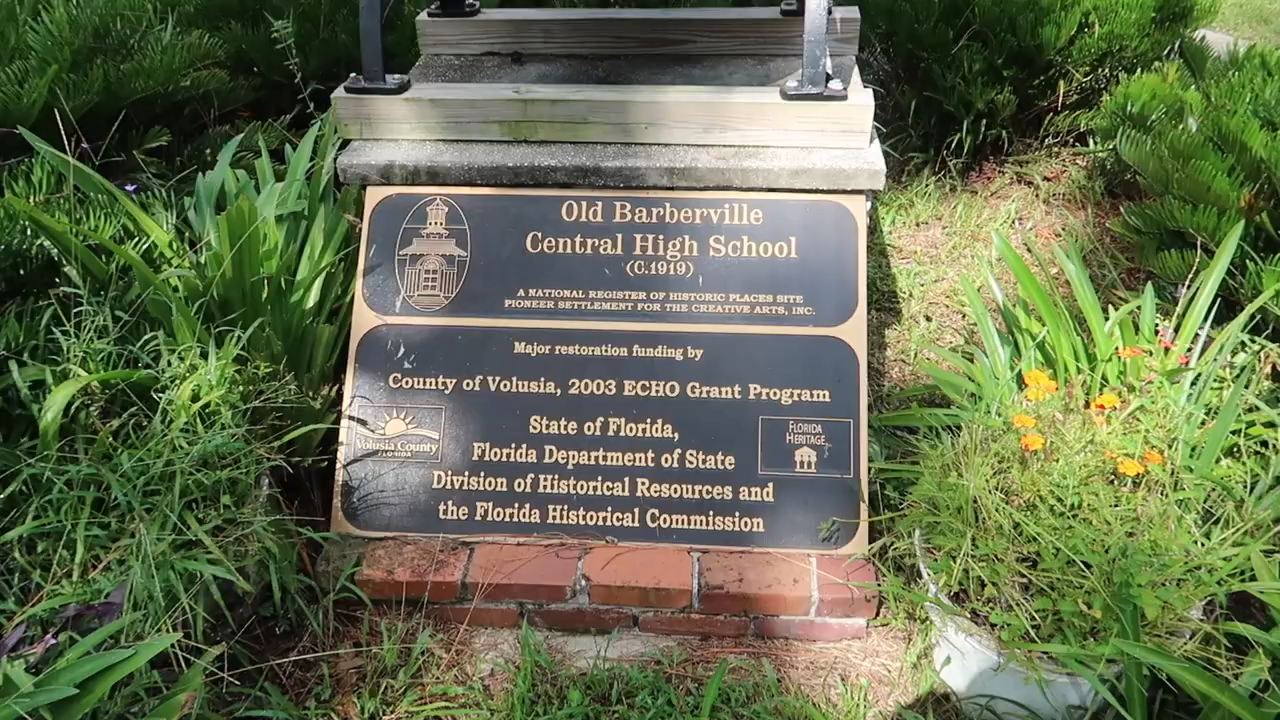 Old Barberville
Central High School
(C.1919)
A NATIONAL REGISTER OF HISTORIC PLACES SITE
PIONEER SETTLEMENT FOR THE CREATIVE ARTS, INC.
Major restoration funding by
County of Volusia, 2003 ECHO Grant Program
State of Florida,
Florida Department of State
Division of Historical Resources and
the Florida Historical Commission
Volusia County
FLORIDA
FLORIDA
HERITAGE